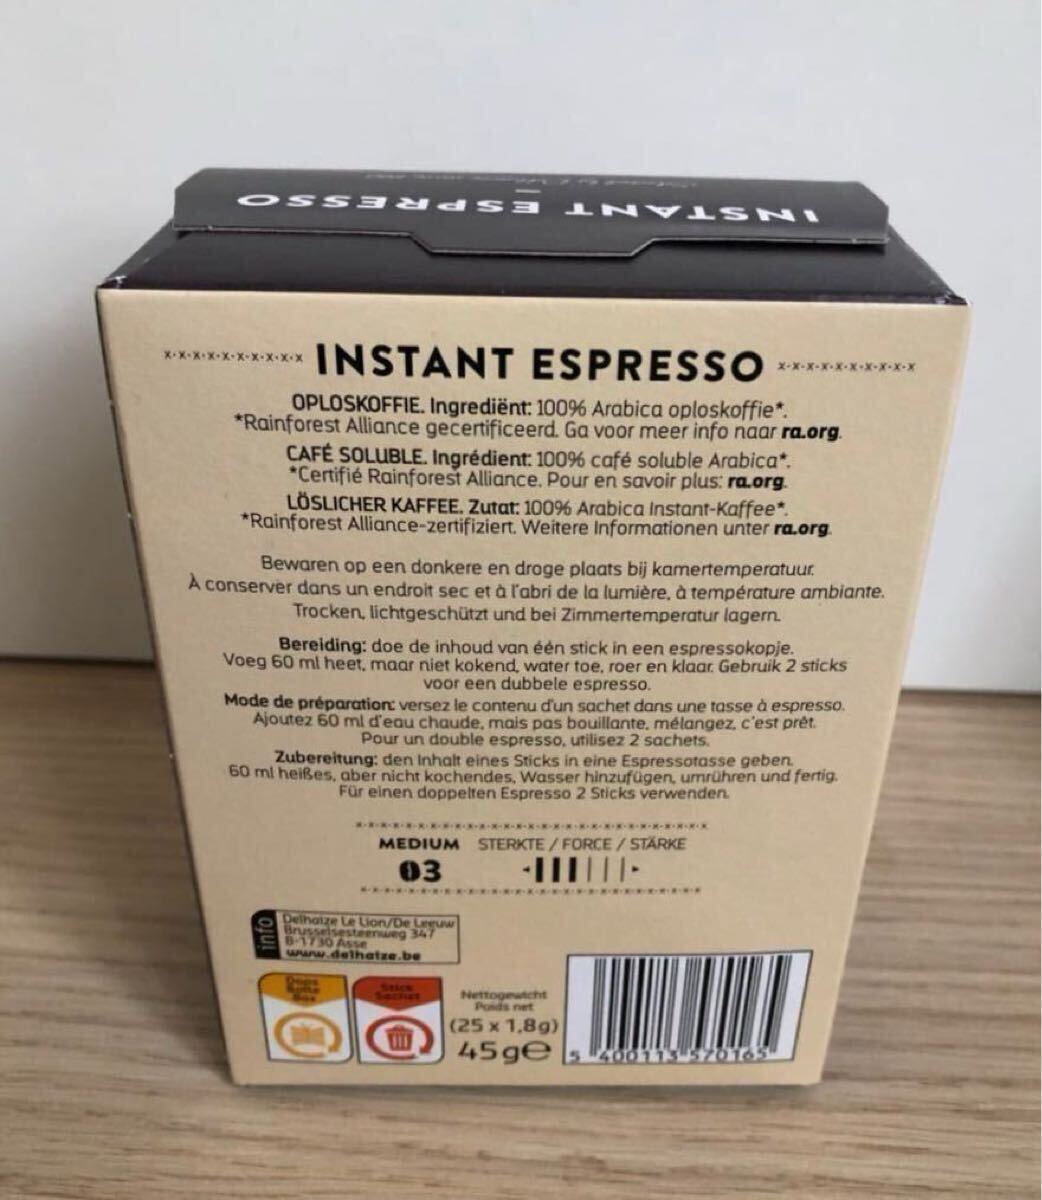 INSTANT ESPRESSO
INSTANT ESPRESSO
OPLOSKOFFIE. Ingrediënt: 100% Arabica oploskoffie*.
*Rainforest Alliance gecertificeerd. Ga voor meer info naar ra.org.
CAFÉ SOLUBLE. Ingrédient: 100% café soluble Arabica*.
*Certifié Rainforest Alliance. Pour en savoir plus: ra.org.
LÖSLICHER KAFFEE. Zutat: 100% Arabica Instant-Kaffee*.
*Rainforest Alliance-zertifiziert. Weitere Informationen unter ra.org.
Bewaren op een donkere en droge plaats bij kamertemperatuur.
À conserver dans un endroit sec et à l'abri de la lumière, à température ambiante.
Trocken, lichtgeschützt und bei Zimmertemperatur lagern.
Bereiding: doe de inhoud van één stick in een espressokopje.
Voeg 60 ml heet, maar niet kokend, water toe, roer en klaar. Gebruik 2 sticks
voor een dubbele espresso.
Mode de préparation: versez le contenu d'un sachet dans une tasse à espresso.
Ajoutez 60 ml d'eau chaude, mais pas bouillante, mélangez, c'est prêt.
Pour un double espresso, utilisez 2 sachets.
Zubereitung: den Inhalt eines Sticks in eine Espressotasse geben.
60 ml heißes, aber nicht kochendes, Wasser hinzufügen, umrühren und fertig.
Für einen doppelten Espresso 2 Sticks verwenden.
MEDIUM STERKTE / FORCE / STÄRKE
03
info
Delhaize Le Lion/De Leeuw
Brusselsesteenweg 347
B-1730 Asse
www.delhaize.be
Doos
Boîte
Box
Stick
Sachet
Nettogewicht
Poids net
(25 x 1,8g)
45g℮
5 400113 570165